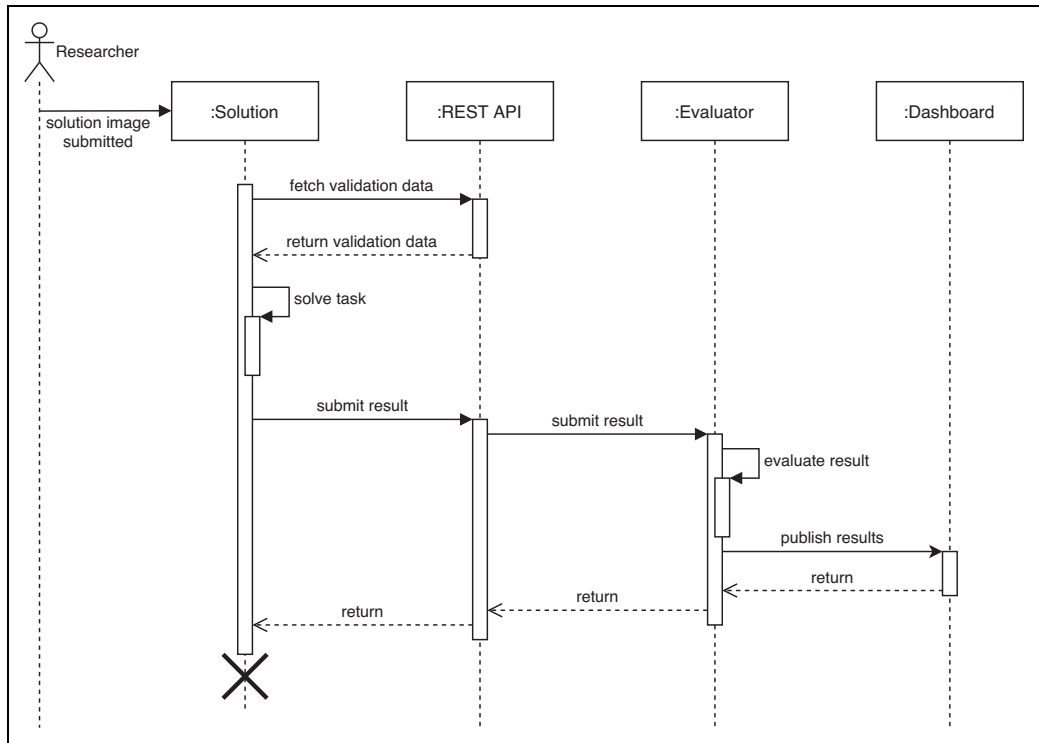 Researcher
solution image
submitted
:Solution
:REST API
:Evaluator
:Dashboard
fetch validation data
return validation data
solve task
submit result
submit result
evaluate result
publish results
return
return
return